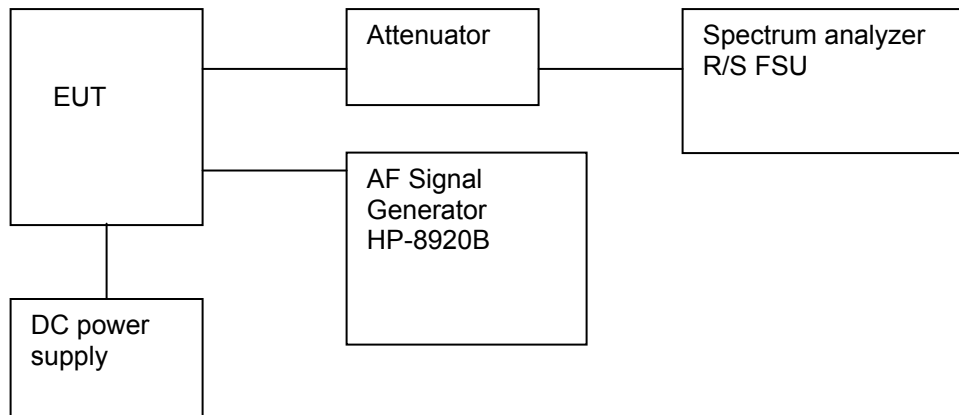 EUT
Attenuator
Spectrum analyzer
R/S FSU
AF Signal
Generator
HP-8920B
DC power
supply